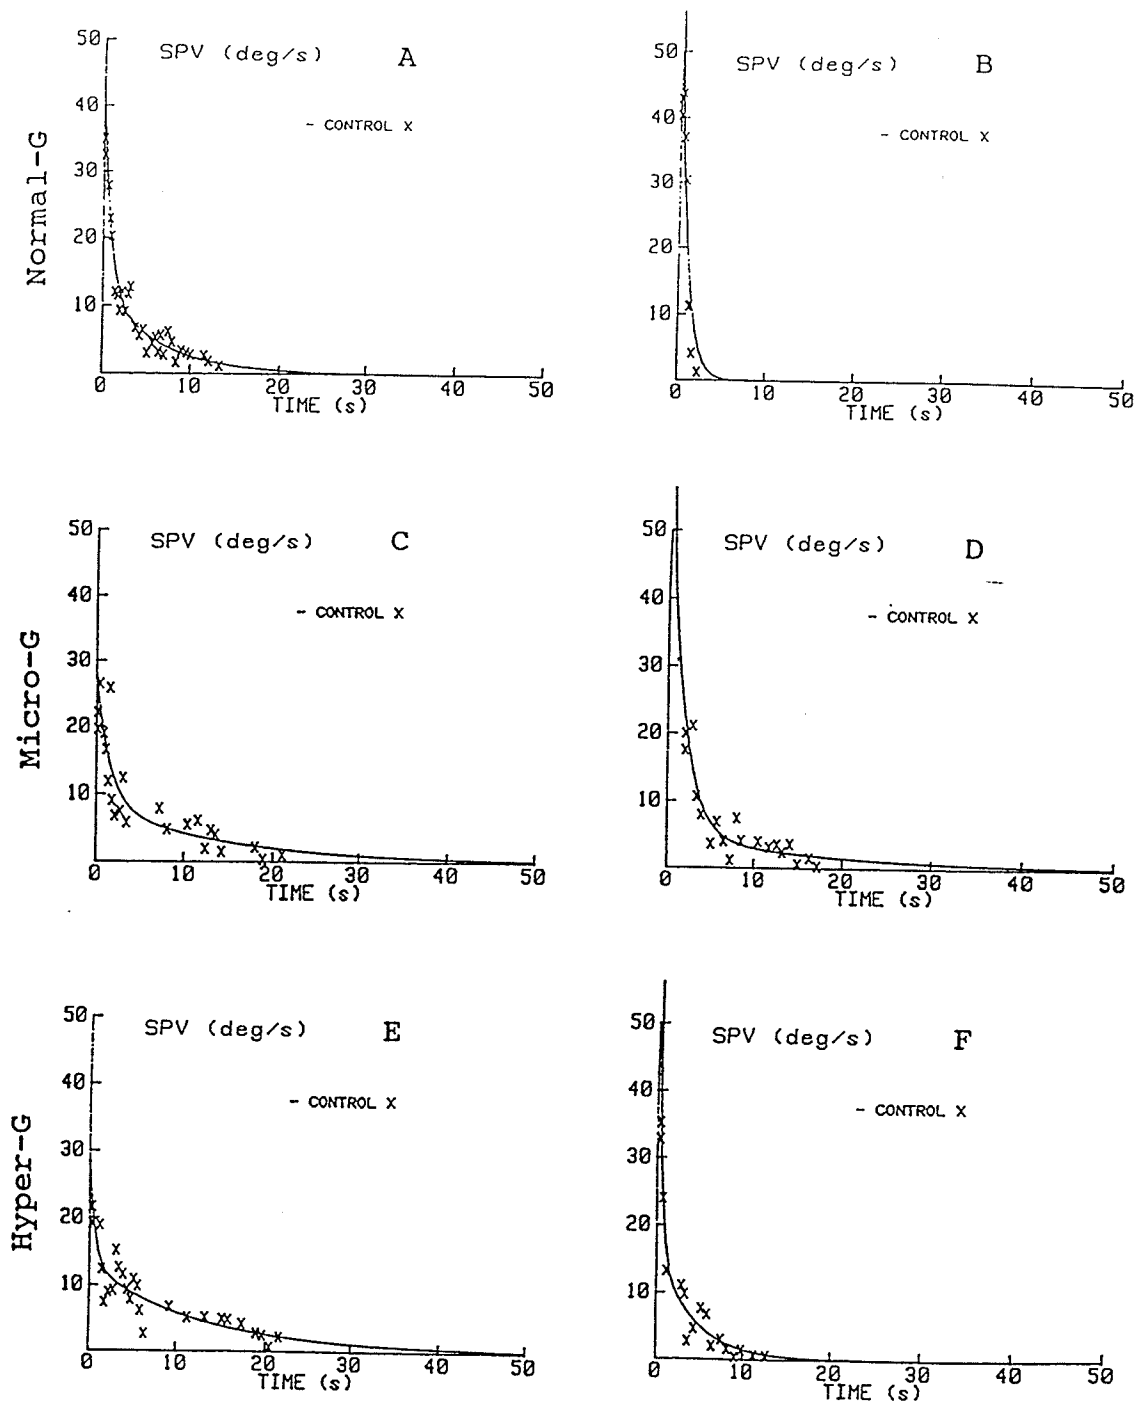 Normal-G
SPV (deg/s) A
- CONTROL X
50
40
30
20
10
0 10 20 30 40 50
TIME (s)
SPV (deg/s) B
- CONTROL X
50
40
30
20
10
0 10 20 30 40 50
TIME (s)
Micro-G
SPV (deg/s) C
- CONTROL X
50
40
30
20
10
0 10 20 30 40 50
TIME (s)
SPV (deg/s) D
- CONTROL X
50
40
30
20
10
0 10 20 30 40 50
TIME (s)
Hyper-G
SPV (deg/s) E
- CONTROL X
50
40
30
20
10
0 10 20 30 40 50
TIME (s)
SPV (deg/s) F
- CONTROL X
50
40
30
20
10
0 10 20 30 40 50
TIME (s)